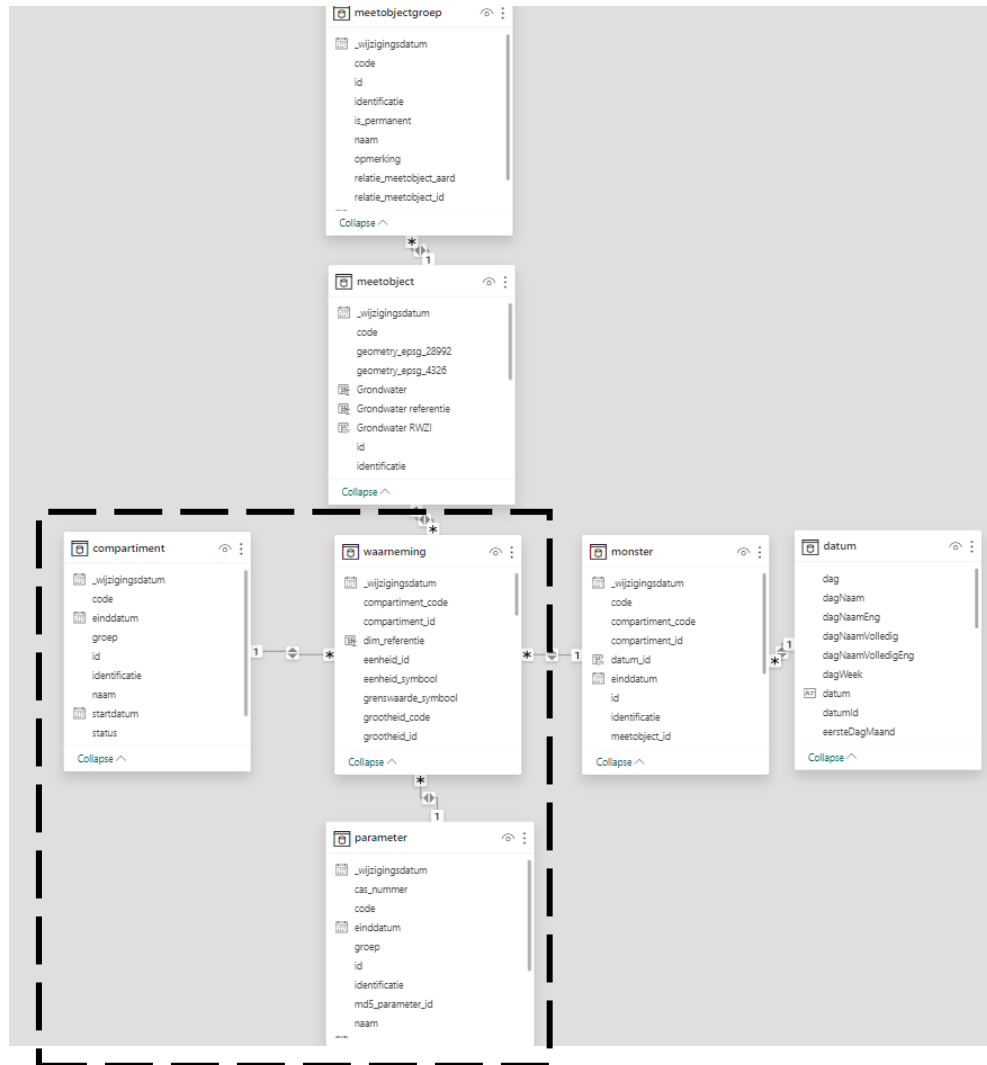 meetobjectgroep
_wijzigingsdatum
code
id
identificatie
is_permanent
naam
opmerking
relatie_meetobject_aard
relatie_meetobject_id
Collapse
*
1
meetobject
_wijzigingsdatum
code
geometry_epsg_28992
geometry_epsg_4326
Grondwater
Grondwater referentie
Grondwater RWZI
id
identificatie
Collapse
*
compartiment
_wijzigingsdatum
code
einddatum
groep
id
identificatie
naam
startdatum
status
Collapse
1
*
waarneming
_wijzigingsdatum
compartiment_code
compartiment_id
dim_referentie
eenheid_id
eenheid_symbool
grenswaarde_symbool
grootheid_code
grootheid_id
Collapse
*
1
monster
_wijzigingsdatum
code
compartiment_code
compartiment_id
datum_id
einddatum
id
identificatie
meetobject_id
Collapse
*
1
datum
dag
dagNaam
dagNaamEng
dagNaamVolledig
dagNaamVolledigEng
dagWeek
datum
datumId
eersteDagMaand
Collapse
*
1
parameter
_wijzigingsdatum
cas_nummer
code
einddatum
groep
id
identificatie
md5_parameter_id
naam